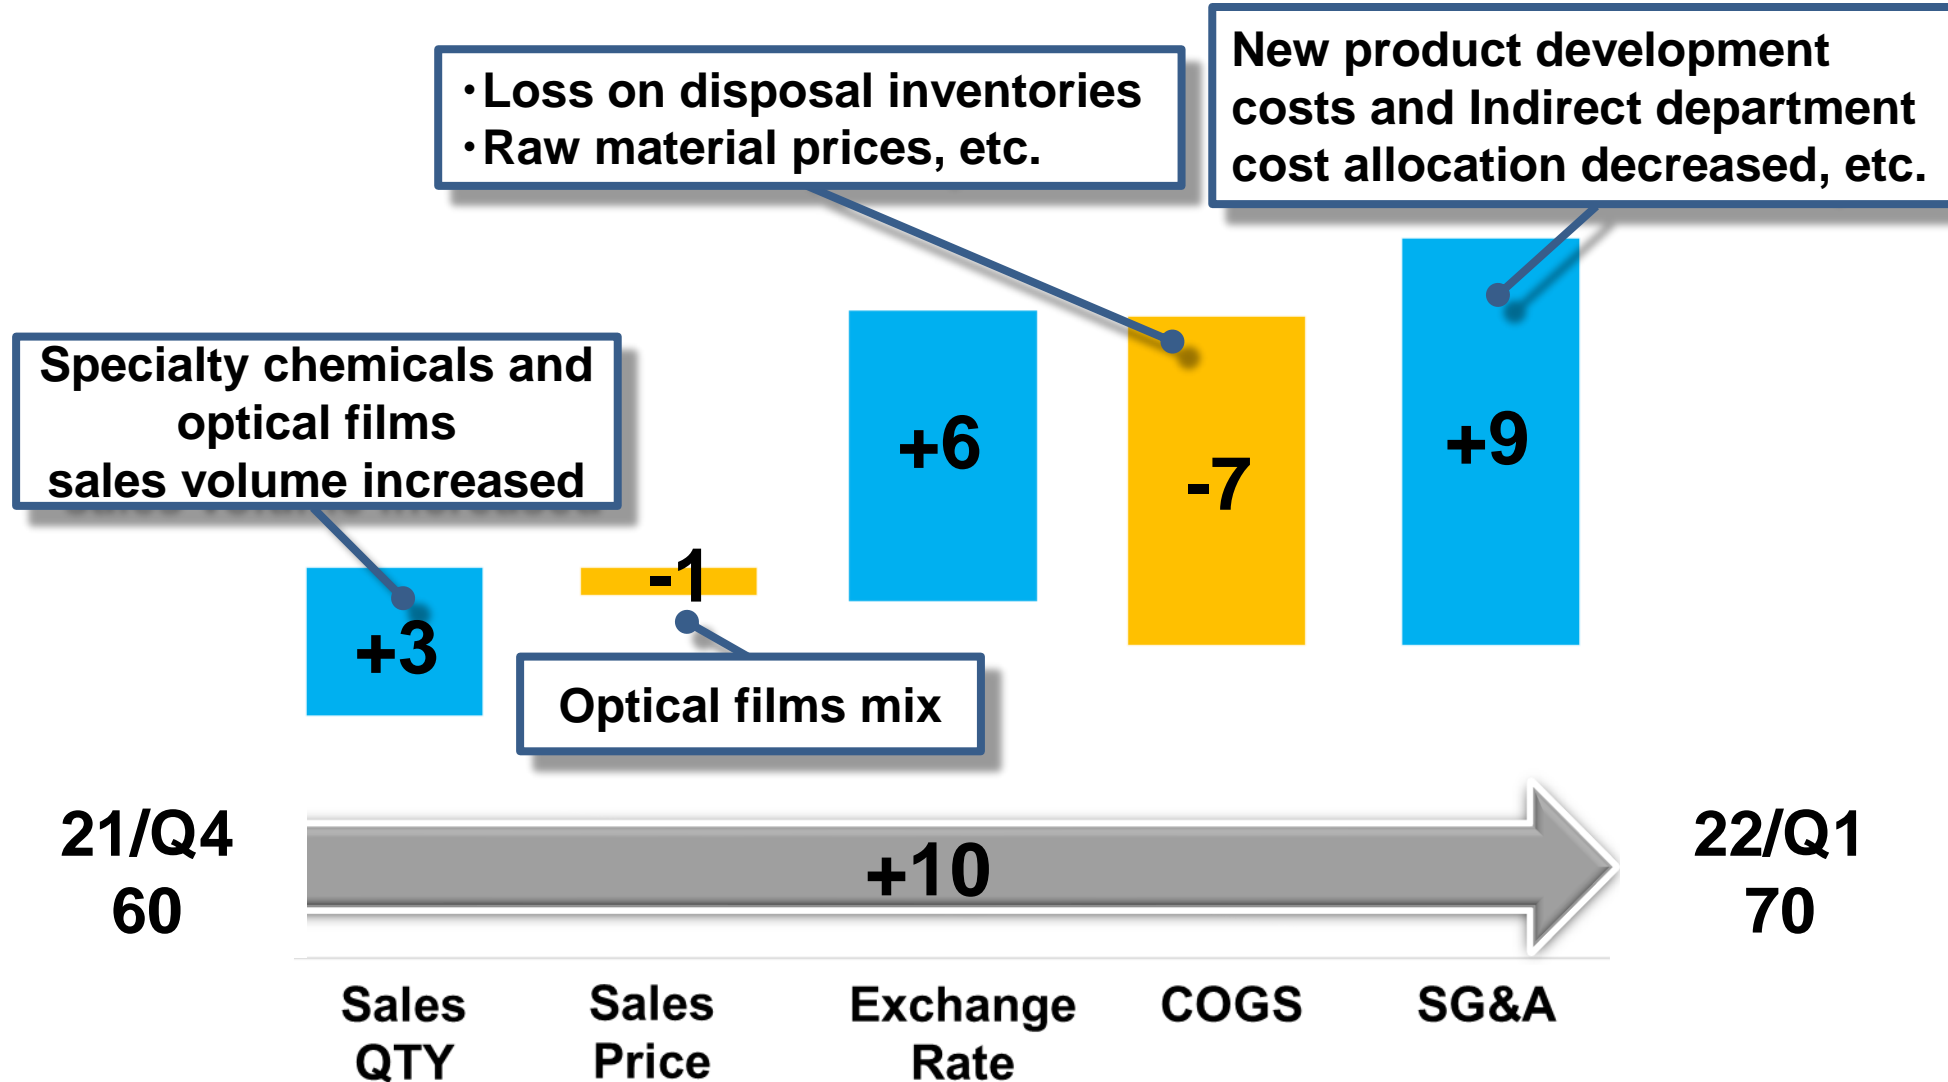 ・Loss on disposal inventories
・Raw material prices, etc.
New product development
costs and Indirect department
cost allocation decreased, etc.
Specialty chemicals and
optical films
sales volume increased
+3
-1
+6
-7
+9
Optical films mix
21/Q4
60
+10
22/Q1
70
Sales
QTY
Sales
Price
Exchange
Rate
COGS
SG&A